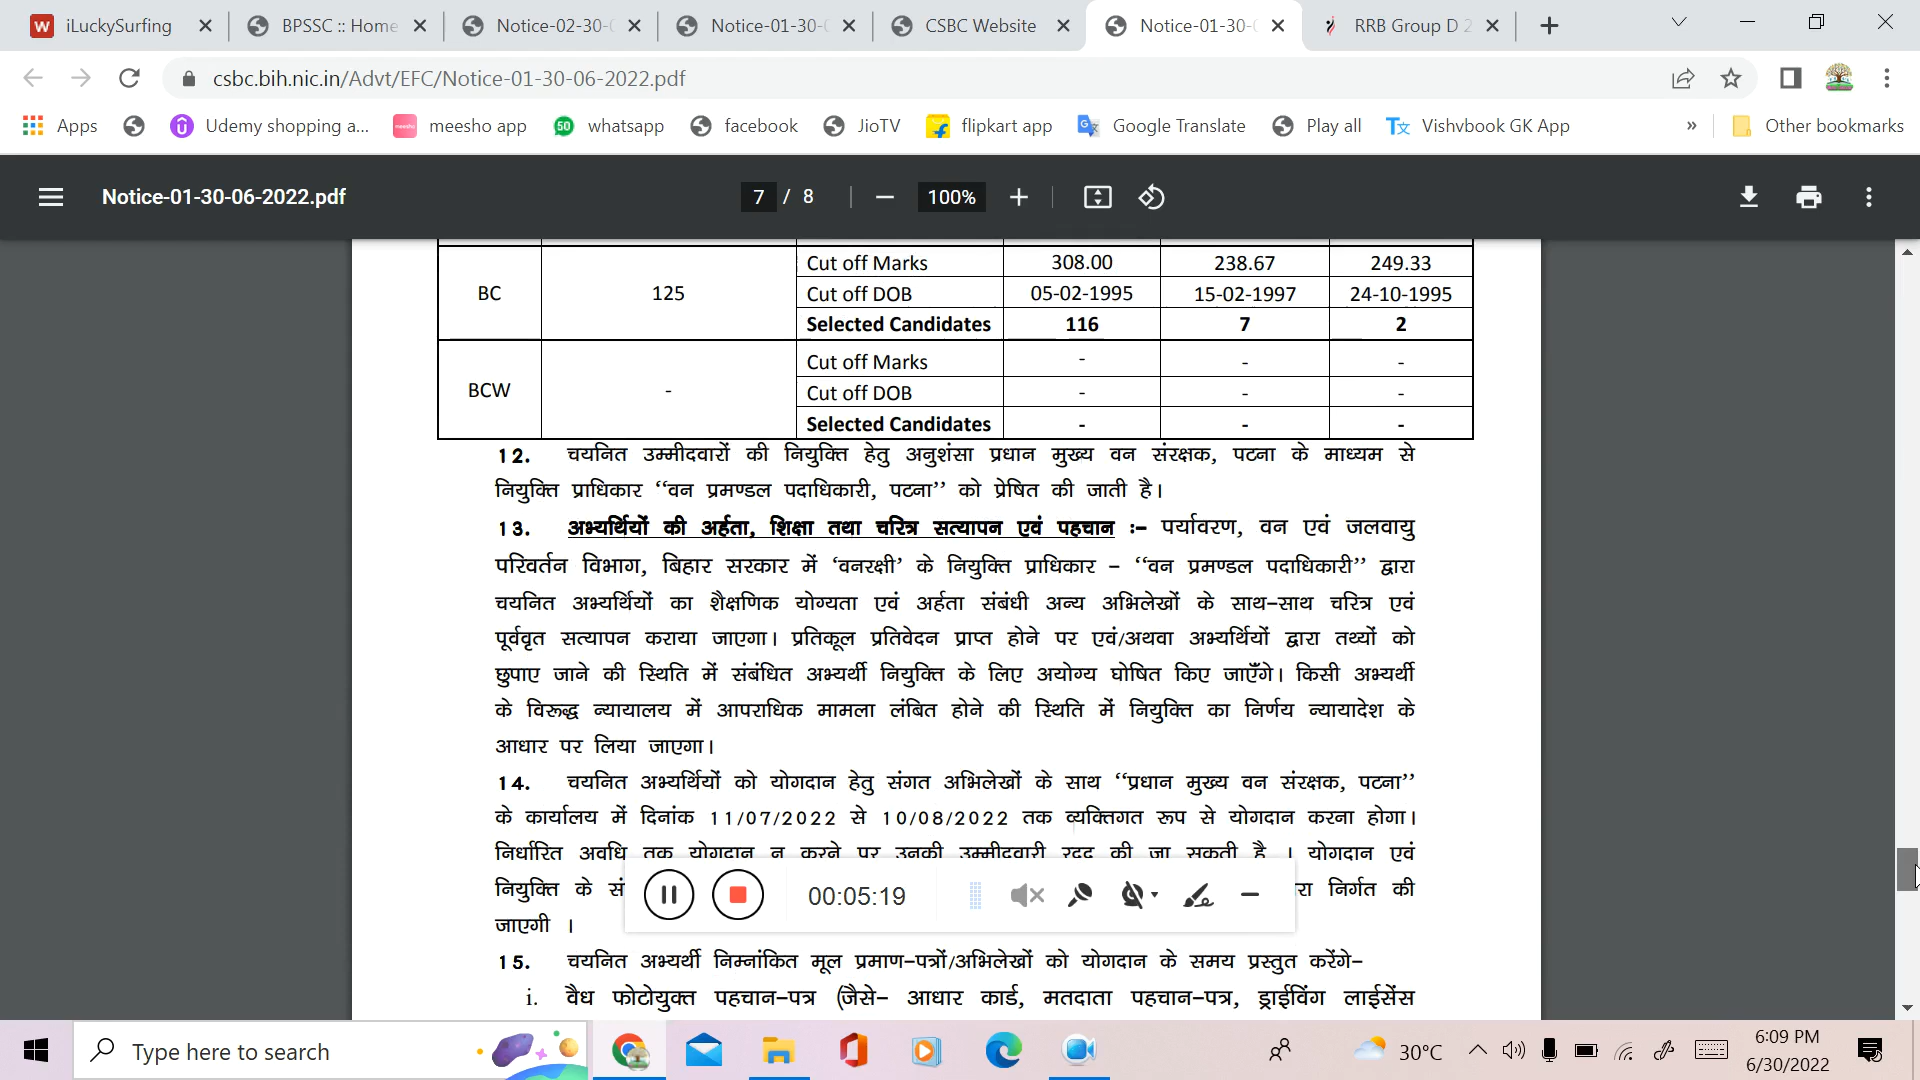 iLuckySurfing
BPSSC :: Home
Notice-02-30-
Notice-01-30-
CSBC Website
Notice-01-30-
RRB Group D 2
csbc.bih.nic.in/Advt/EFC/Notice-01-30-06-2022.pdf
Apps
Udemy shopping a...
meesho app
whatsapp
facebook
JioTV
flipkart app
Google Translate
Play all
Vishvbook GK App
»
Other bookmarks
Notice-01-30-06-2022.pdf
7 / 8
100%
BC 125 Cut off Marks 308.00 238.67 249.33
Cut off DOB 05-02-1995 15-02-1997 24-10-1995
Selected Candidates 116 7 2
BCW - Cut off Marks - - -
Cut off DOB - - -
Selected Candidates - - -
12. चयनित उम्मीदवारों की नियुक्ति हेतु अनुशंसा प्रधान मुख्य वन संरक्षक, पटना के माध्यम से
नियुक्ति प्राधिकार ‘‘वन प्रमण्डल पदाधिकारी, पटना’’ को प्रेषित की जाती है।
13. अभ्यर्थियों की अर्हता, शिक्षा तथा चरित्र सत्यापन एवं पहचान :– पर्यावरण, वन एवं जलवायु
परिवर्तन विभाग, बिहार सरकार में ‘वनरक्षी’ के नियुक्ति प्राधिकार – ‘‘वन प्रमण्डल पदाधिकारी’’ द्वारा
चयनित अभ्यर्थियों का शैक्षणिक योग्यता एवं अर्हता संबंधी अन्य अभिलेखों के साथ–साथ चरित्र एवं
पूर्ववृत सत्यापन कराया जाएगा। प्रतिकूल प्रतिवेदन प्राप्त होने पर एवं/अथवा अभ्यर्थियों द्वारा तथ्यों को
छुपाए जाने की स्थिति में संबंधित अभ्यर्थी नियुक्ति के लिए अयोग्य घोषित किए जाएँगे। किसी अभ्यर्थी
के विरूद्ध न्यायालय में आपराधिक मामला लंबित होने की स्थिति में नियुक्ति का निर्णय न्यायादेश के
आधार पर लिया जाएगा।
14. चयनित अभ्यर्थियों को योगदान हेतु संगत अभिलेखों के साथ ‘‘प्रधान मुख्य वन संरक्षक, पटना’’
के कार्यालय में दिनांक 11/07/2022 से 10/08/2022 तक व्यक्तिगत रूप से योगदान करना होगा।
निर्धारित अवधि तक योगदान न करने पर उनकी उम्मीदवारी रद्द की जा सकती है । योगदान एवं
नियुक्ति के निर्गत की
जाएगी ।
00:05:19
15. चयनित अभ्यर्थी निम्नांकित मूल प्रमाण–पत्रों/अभिलेखों को योगदान के समय प्रस्तुत करेंगे–
i. वैध फोटोयुक्त पहचान–पत्र (जैसे– आधार कार्ड, मतदाता पहचान–पत्र, ड्राईविंग लाईसेंस
Type here to search
30°C
6:09 PM
6/30/2022